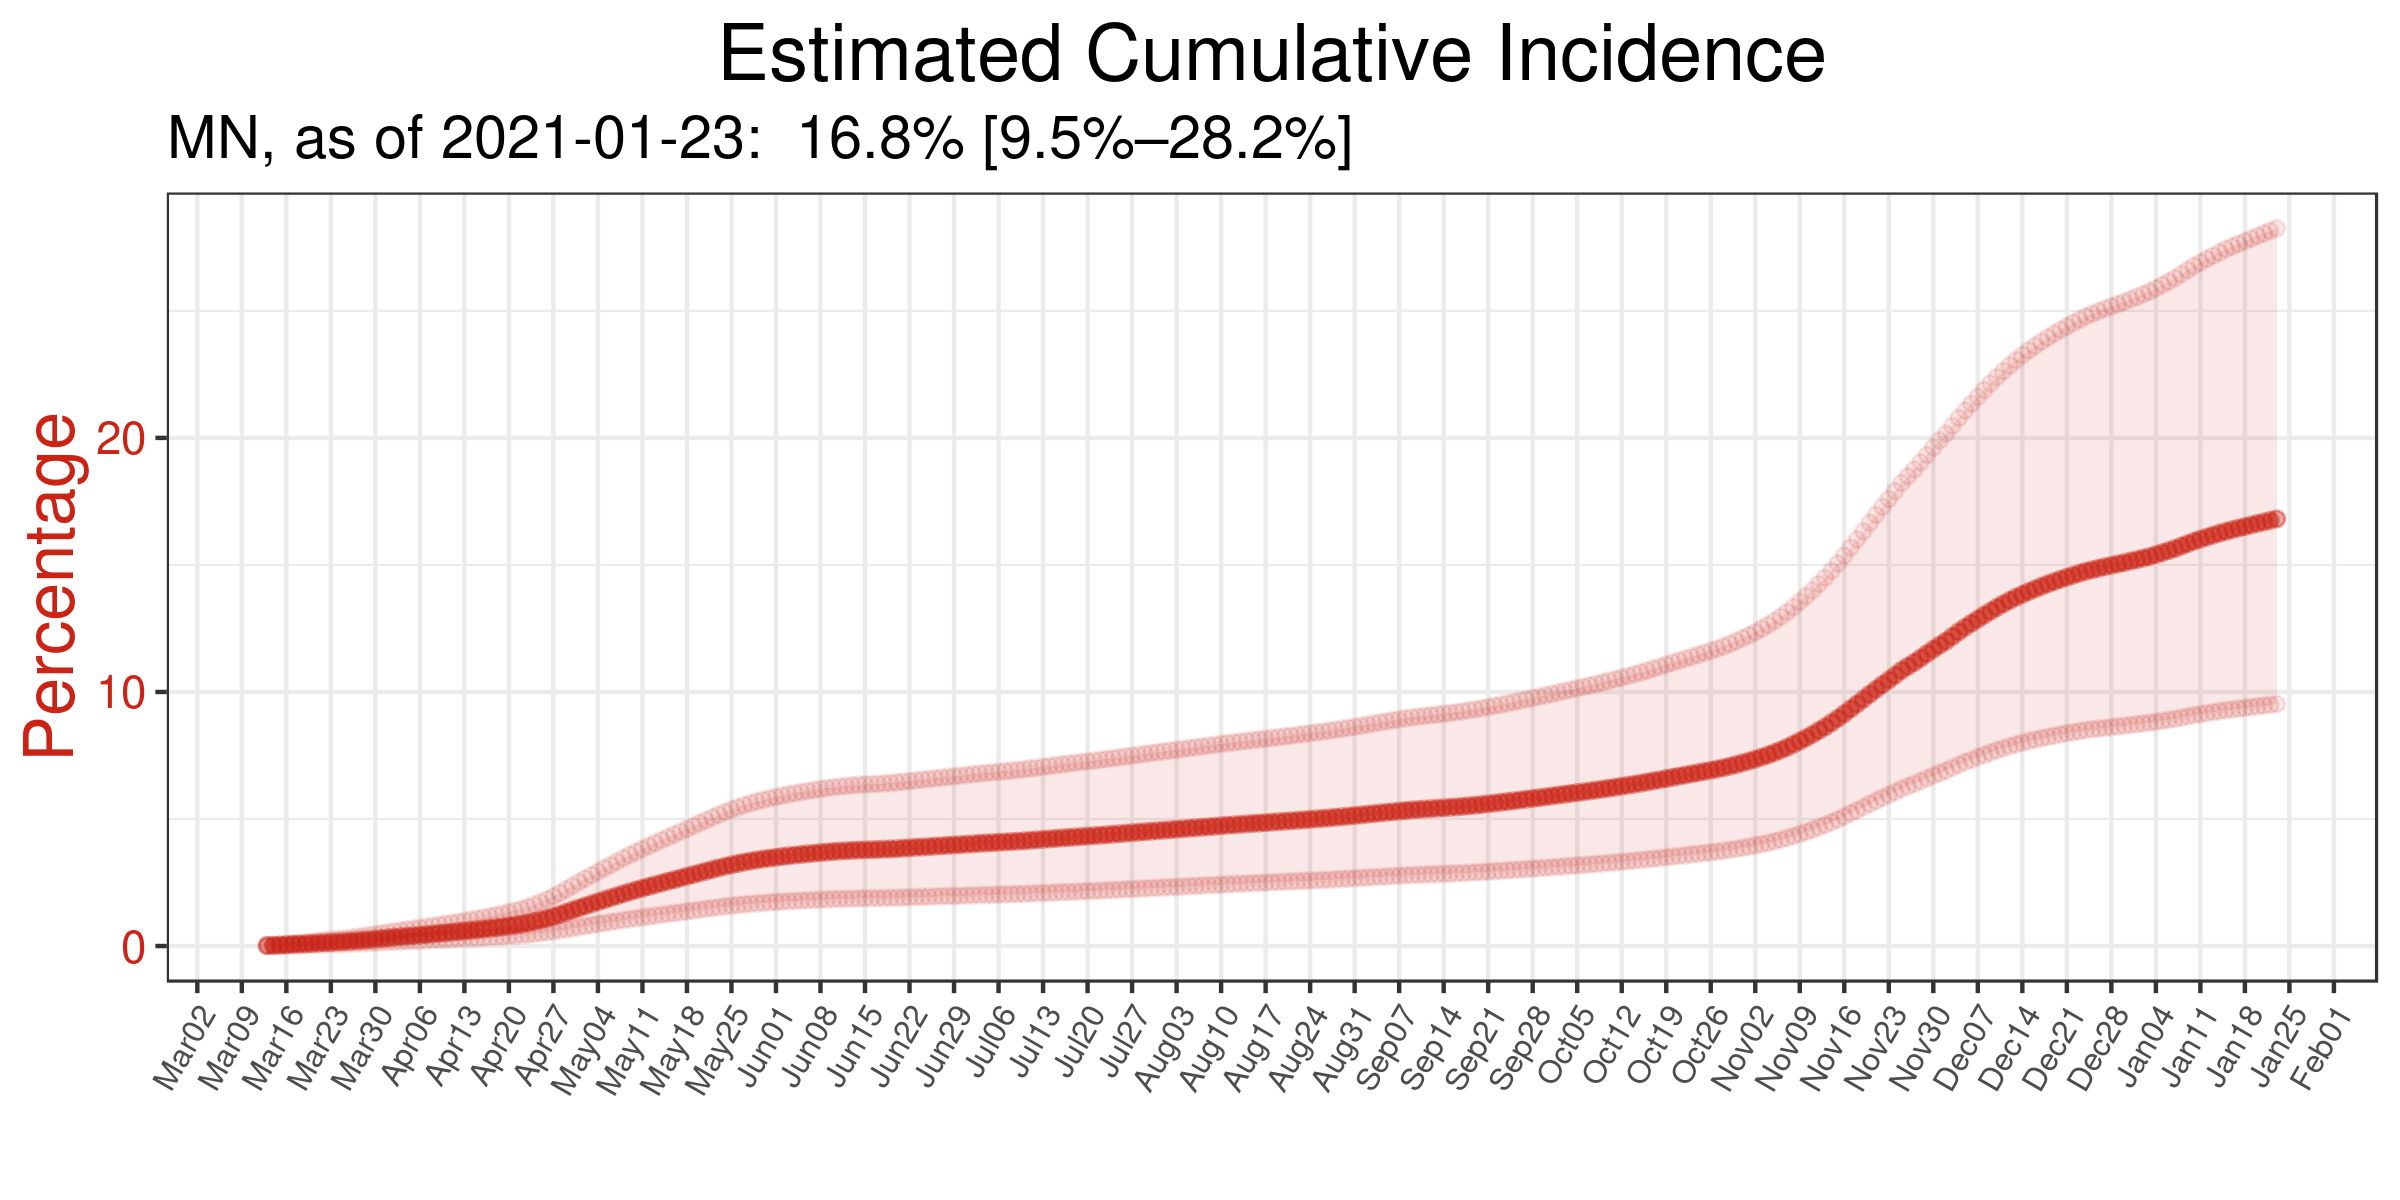 Estimated Cumulative Incidence
MN, as of 2021-01-23:  16.8% [9.5%–28.2%]
Percentage
20
10
0
Mar02 Mar09 Mar16 Mar23 Mar30 Apr06 Apr13 Apr20 Apr27 May04 May11 May18 May25 Jun01 Jun08 Jun15 Jun22 Jun29 Jul06 Jul13 Jul20 Jul27 Aug03 Aug10 Aug17 Aug24 Aug31 Sep07 Sep14 Sep21 Sep28 Oct05 Oct12 Oct19 Oct26 Nov02 Nov09 Nov16 Nov23 Nov30 Dec07 Dec14 Dec21 Dec28 Jan04 Jan11 Jan18 Jan25 Feb01